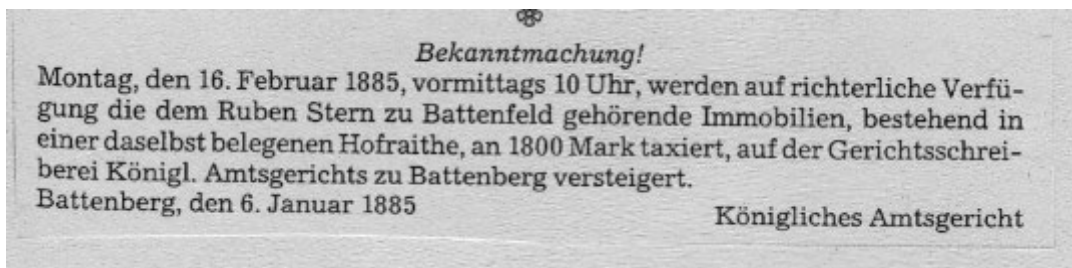 Bekanntmachung!
Montag, den 16. Februar 1885, vormittags 10 Uhr, werden auf richterliche Verfü-
gung die dem Ruben Stern zu Battenfeld gehörende Immobilien, bestehend in
einer daselbst belegenen Hofraithe, an 1800 Mark taxiert, auf der Gerichtsschrei-
berei Königl. Amtsgerichts zu Battenberg versteigert.
Battenberg, den 6. Januar 1885
Königliches Amtsgericht